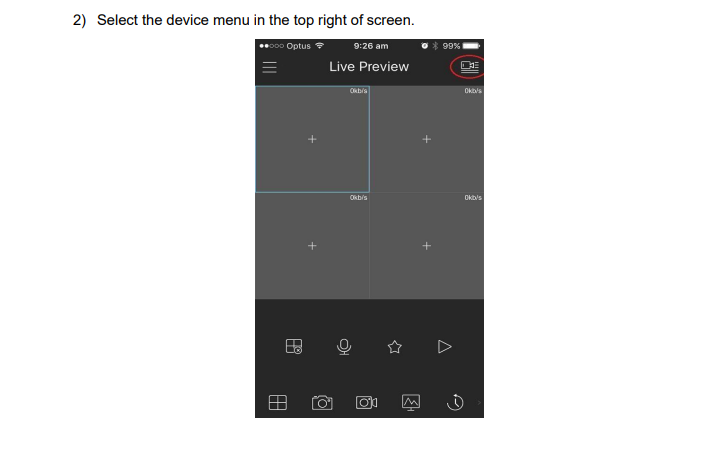 2) Select the device menu in the top right of screen.
Optus 9:26 am 99%
Live Preview
0kb/s 0kb/s
0kb/s 0kb/s